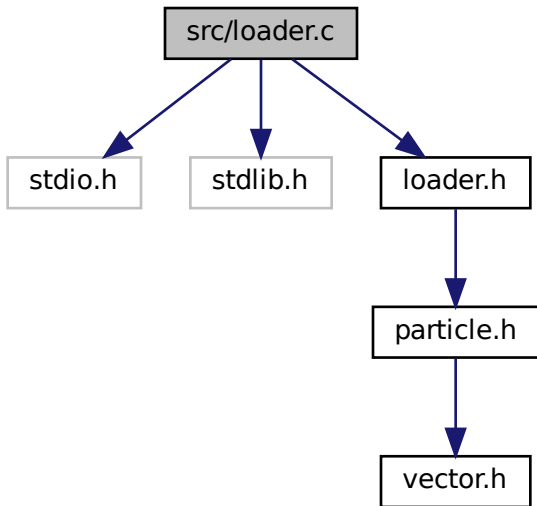 src/loader.c
stdio.h
stdlib.h
loader.h
particle.h
vector.h